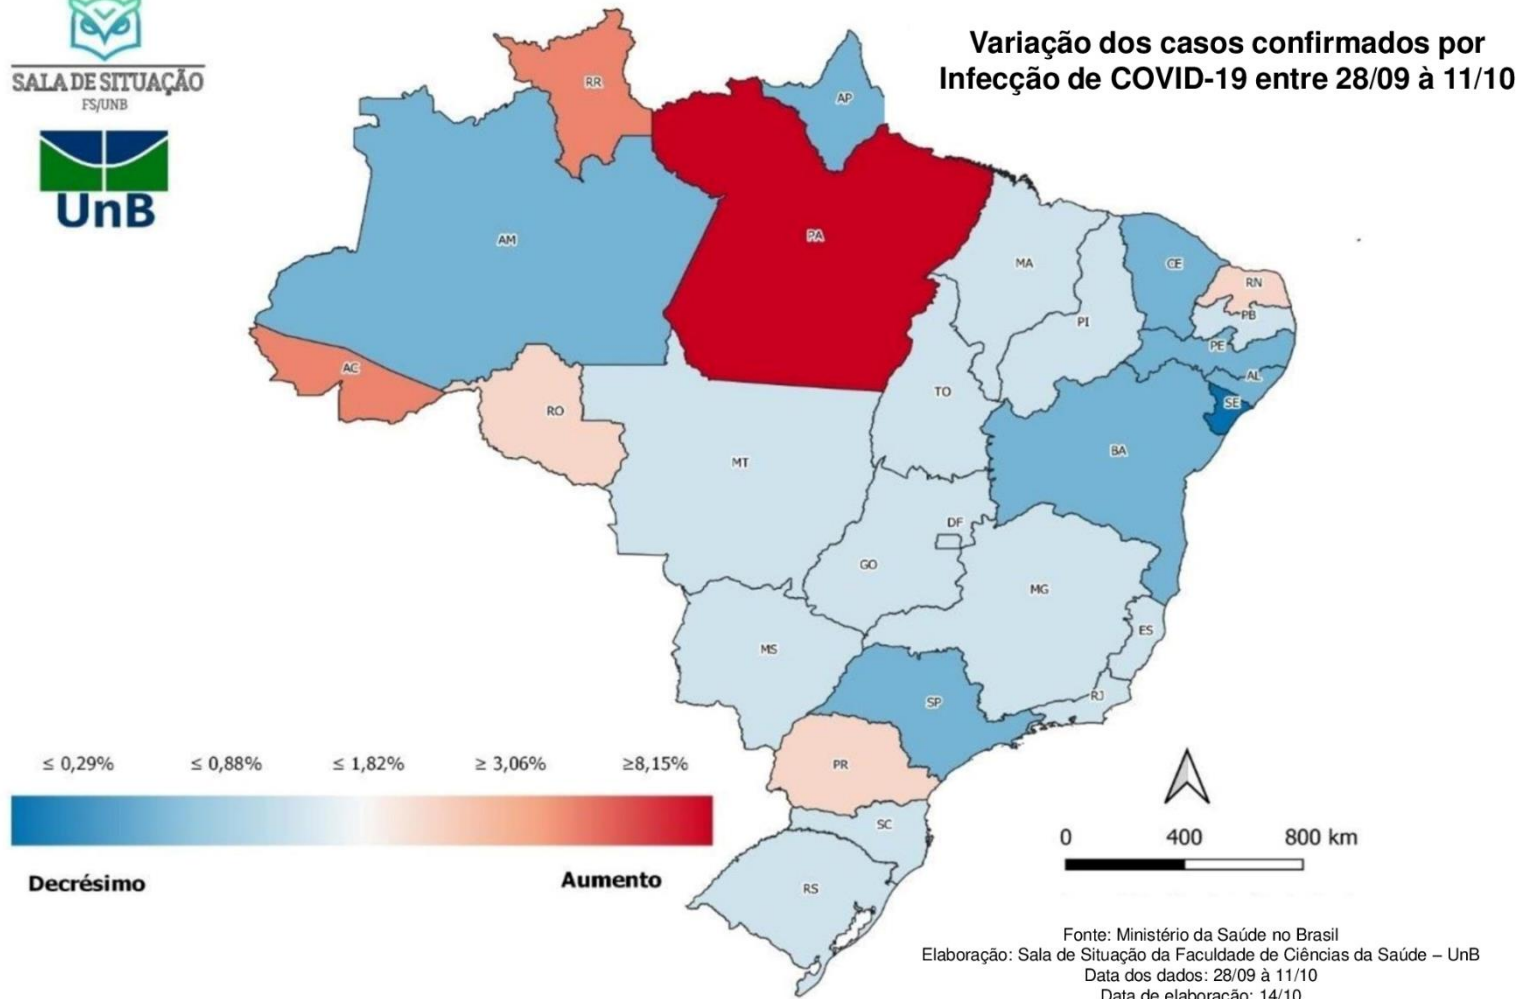 SALA DE SITUAÇÃO
FS/UNB
UnB
Variação dos casos confirmados por
Infecção de COVID-19 entre 28/09 à 11/10
RR
AP
AM
PA
MA
CE
RN
PI
PB
PE
AC
AL
TO
SE
RO
BA
MT
DF
GO
MG
ES
MS
RJ
SP
PR
SC
RS
≤ 0,29%
≤ 0,88%
≤ 1,82%
≥ 3,06%
≥8,15%
Decrésimo
Aumento
0
400
800 km
Fonte: Ministério da Saúde no Brasil
Elaboração: Sala de Situação da Faculdade de Ciências da Saúde – UnB
Data dos dados: 28/09 à 11/10
Data de elaboração: 14/10